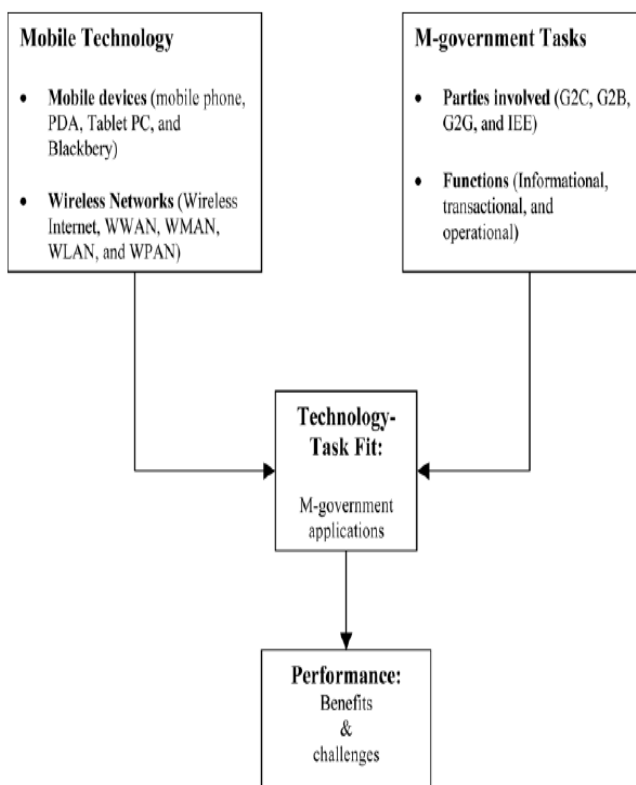 Mobile Technology
• Mobile devices (mobile phone,
PDA, Tablet PC, and
Blackbery)
• Wireless Networks (Wireless
Internet, WWAN, WMAN,
WLAN, and WPAN)
M-government Tasks
• Parties involved (G2C, G2B,
G2G, and IEE)
• Functions (Informational,
transactional, and
operational)
Technology-
Task Fit:
M-government
applications
Performance:
Benefits
&
challenges